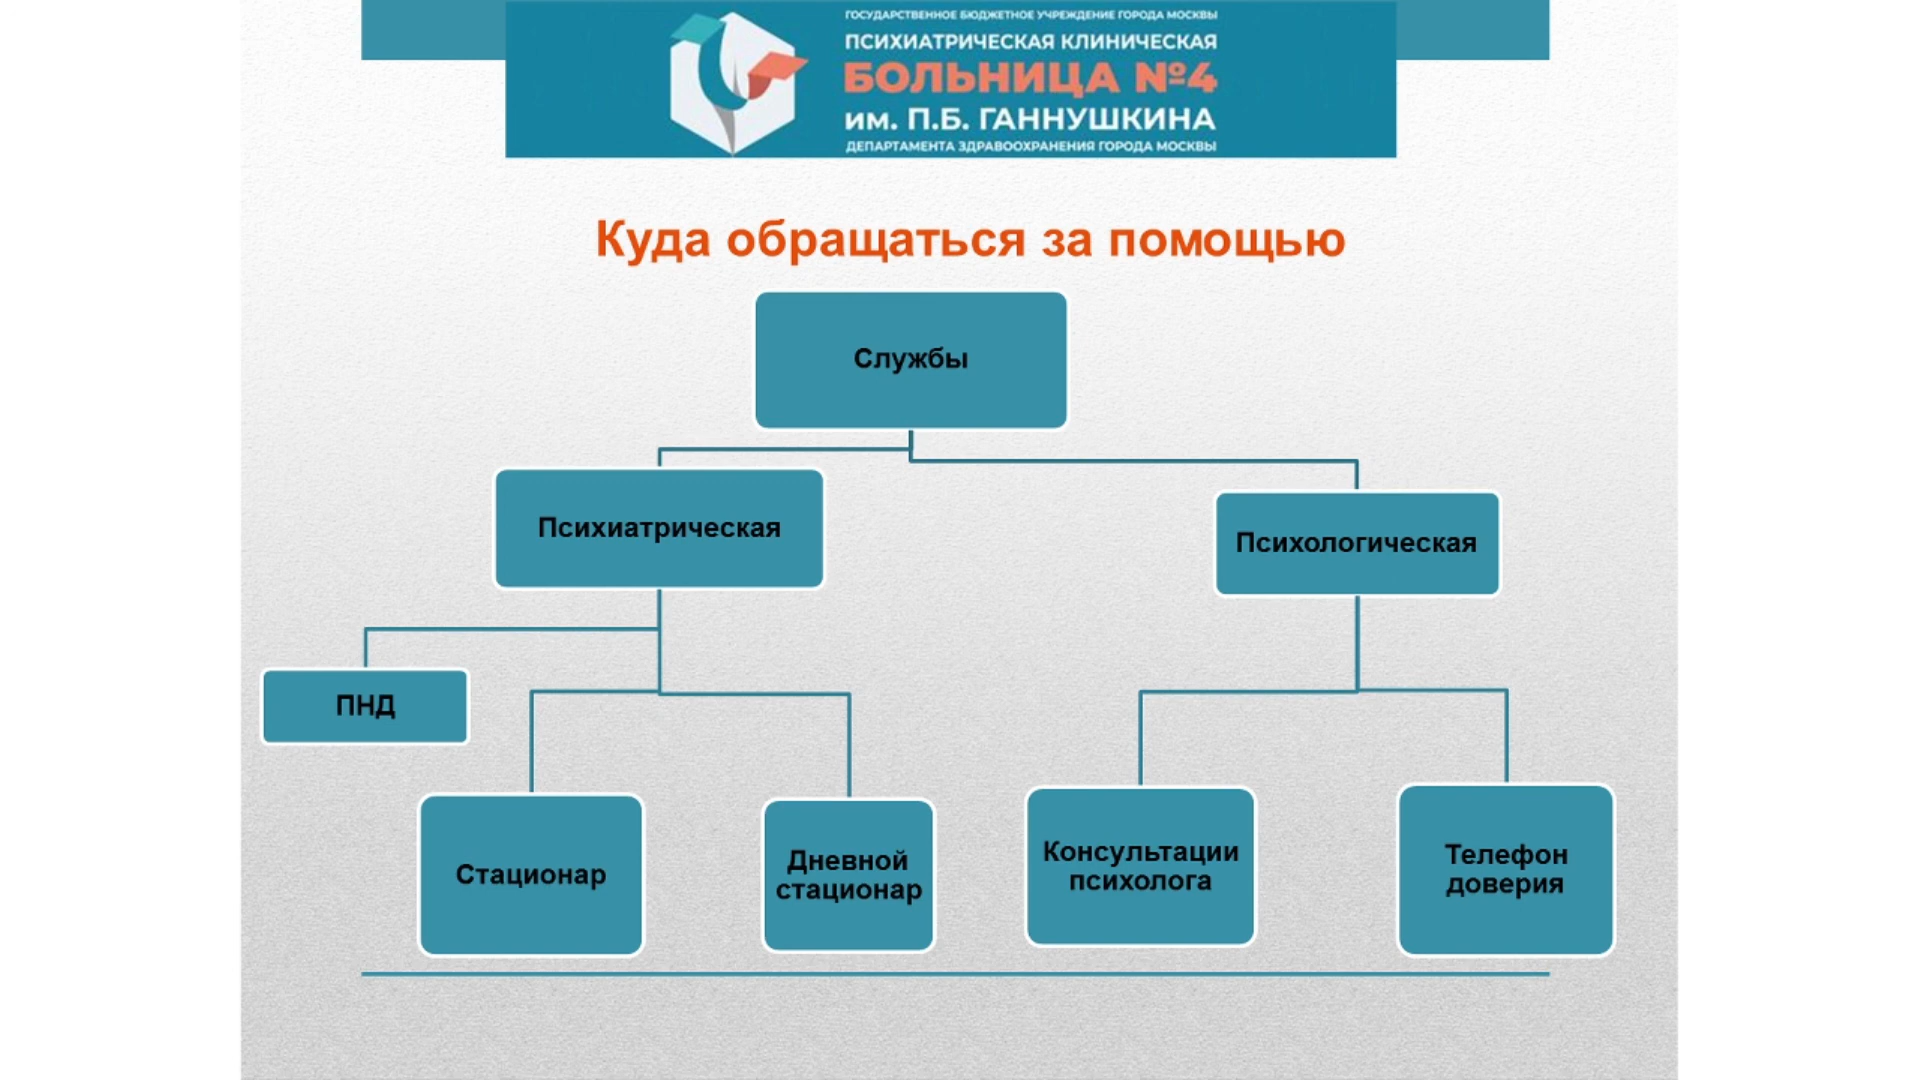 ГОСУДАРСТВЕННОЕ БЮДЖЕТНОЕ УЧРЕЖДЕНИЕ ГОРОДА МОСКВЫ
ПСИХИАТРИЧЕСКАЯ КЛИНИЧЕСКАЯ
БОЛЬНИЦА №4
им. П.Б. ГАННУШКИНА
ДЕПАРТАМЕНТА ЗДРАВООХРАНЕНИЯ ГОРОДА МОСКВЫ
Куда обращаться за помощью
Службы
Психиатрическая
Психологическая
ПНД
Стационар
Дневной
стационар
Консультации
психолога
Телефон
доверия